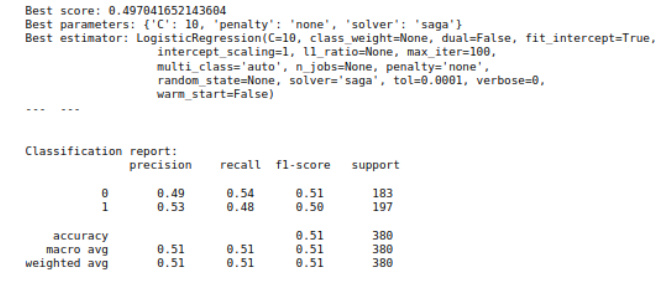 Best score: 0.497041652143604
Best parameters: {'C': 10, 'penalty': 'none', 'solver': 'saga'}
Best estimator: LogisticRegression(C=10, class_weight=None, dual=False, fit_intercept=True,
intercept_scaling=1, l1_ratio=None, max_iter=100,
multi_class='auto', n_jobs=None, penalty='none',
random_state=None, solver='saga', tol=0.0001, verbose=0,
warm_start=False)
--- ---
Classification report:
precision recall f1-score support
0 0.49 0.54 0.51 183
1 0.53 0.48 0.50 197
accuracy 0.51 380
macro avg 0.51 0.51 0.51 380
weighted avg 0.51 0.51 0.51 380